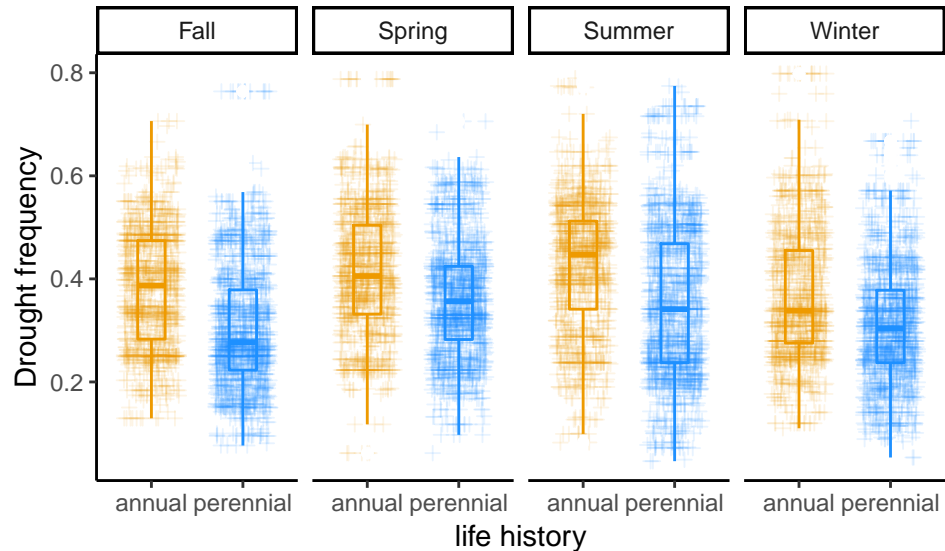 Fall Spring Summer Winter
0.8
0.6
0.4
0.2
Drought frequency
annual perennial annual perennial annual perennial annual perennial
life history